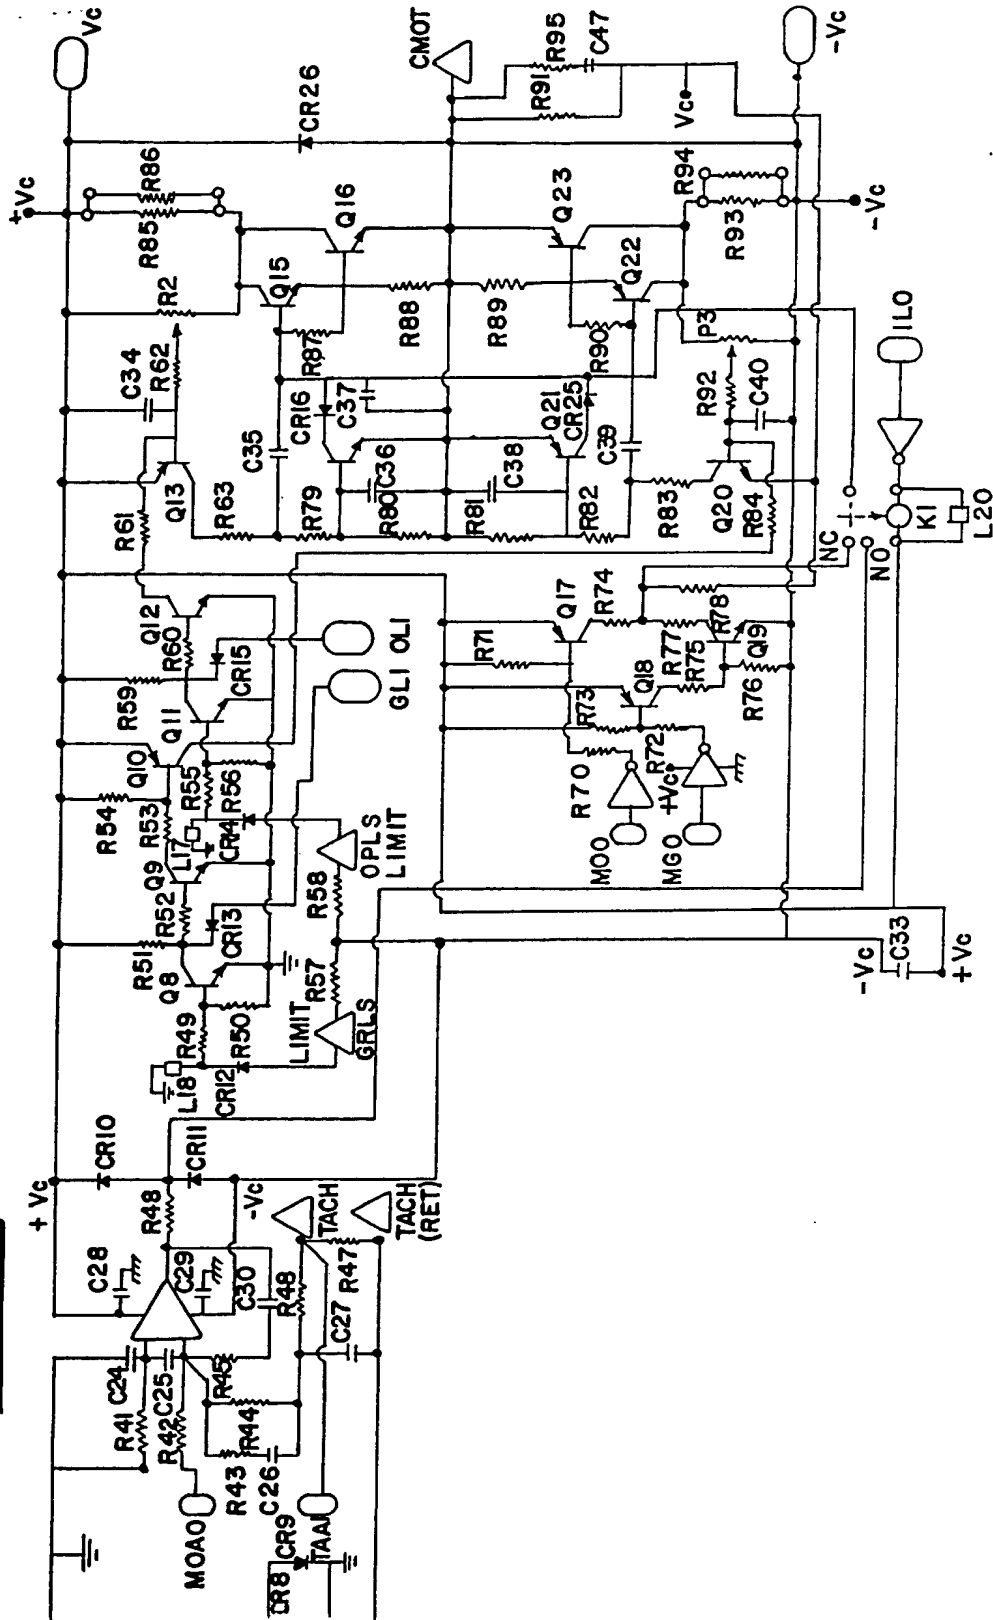 Vc
CMOT
-Vc
R95
C47
R91
Vc
CR26
+Vc
R86
R85
Q16
Q23
R94
R93
-Vc
R2
Q15
R88
R89
Q22
P3
C34
R62
R87
R90
CR16
C37
Q21
CR25
R92
C40
1LO
C35
C36
C38
C39
Q13
R63
R79
R80
R81
R82
R83
Q20
R84
K1
L20
R61
NC
NO
Q12
R60
CR15
OL1
GL1
Q17
R74
R78
R59
Q11
R71
R77
R75
Q19
Q18
R76
Q10
R55
R56
R73
R72
R70
+Vc
R54
R53
L17
CR14
OPLS
LIMIT
MOO
MGO
Q9
R52
CR13
R58
R51
Q8
R57
-Vc
C33
+Vc
R49
R50
LIMIT
GRLS
L18
CR12
+Vc
CR10
CR11
R48
-Vc
TACH
TACH
(RET)
C28
C29
C30
R48
R47
C27
C24
C25
R45
R41
R42
R44
R43
C26
MOAO
CR9
TAA1
CR8